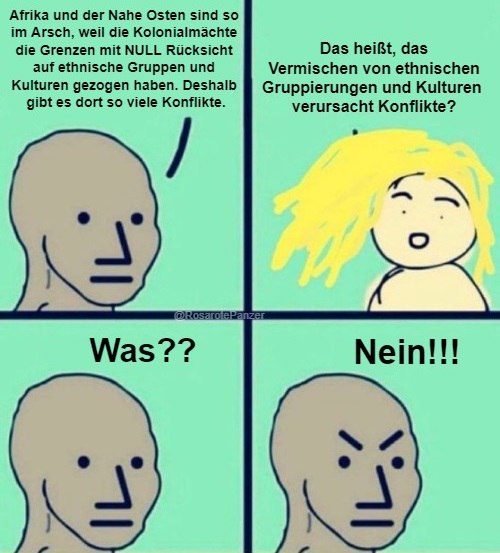 Afrika und der Nahe Osten sind so
im Arsch, weil die Kolonialmächte
die Grenzen mit NULL Rücksicht
auf ethnische Gruppen und
Kulturen gezogen haben. Deshalb
gibt es dort so viele Konflikte.
Das heißt, das
Vermischen von ethnischen
Gruppierungen und Kulturen
verursacht Konflikte?
@RosarotePanzer
Was??
Nein!!!